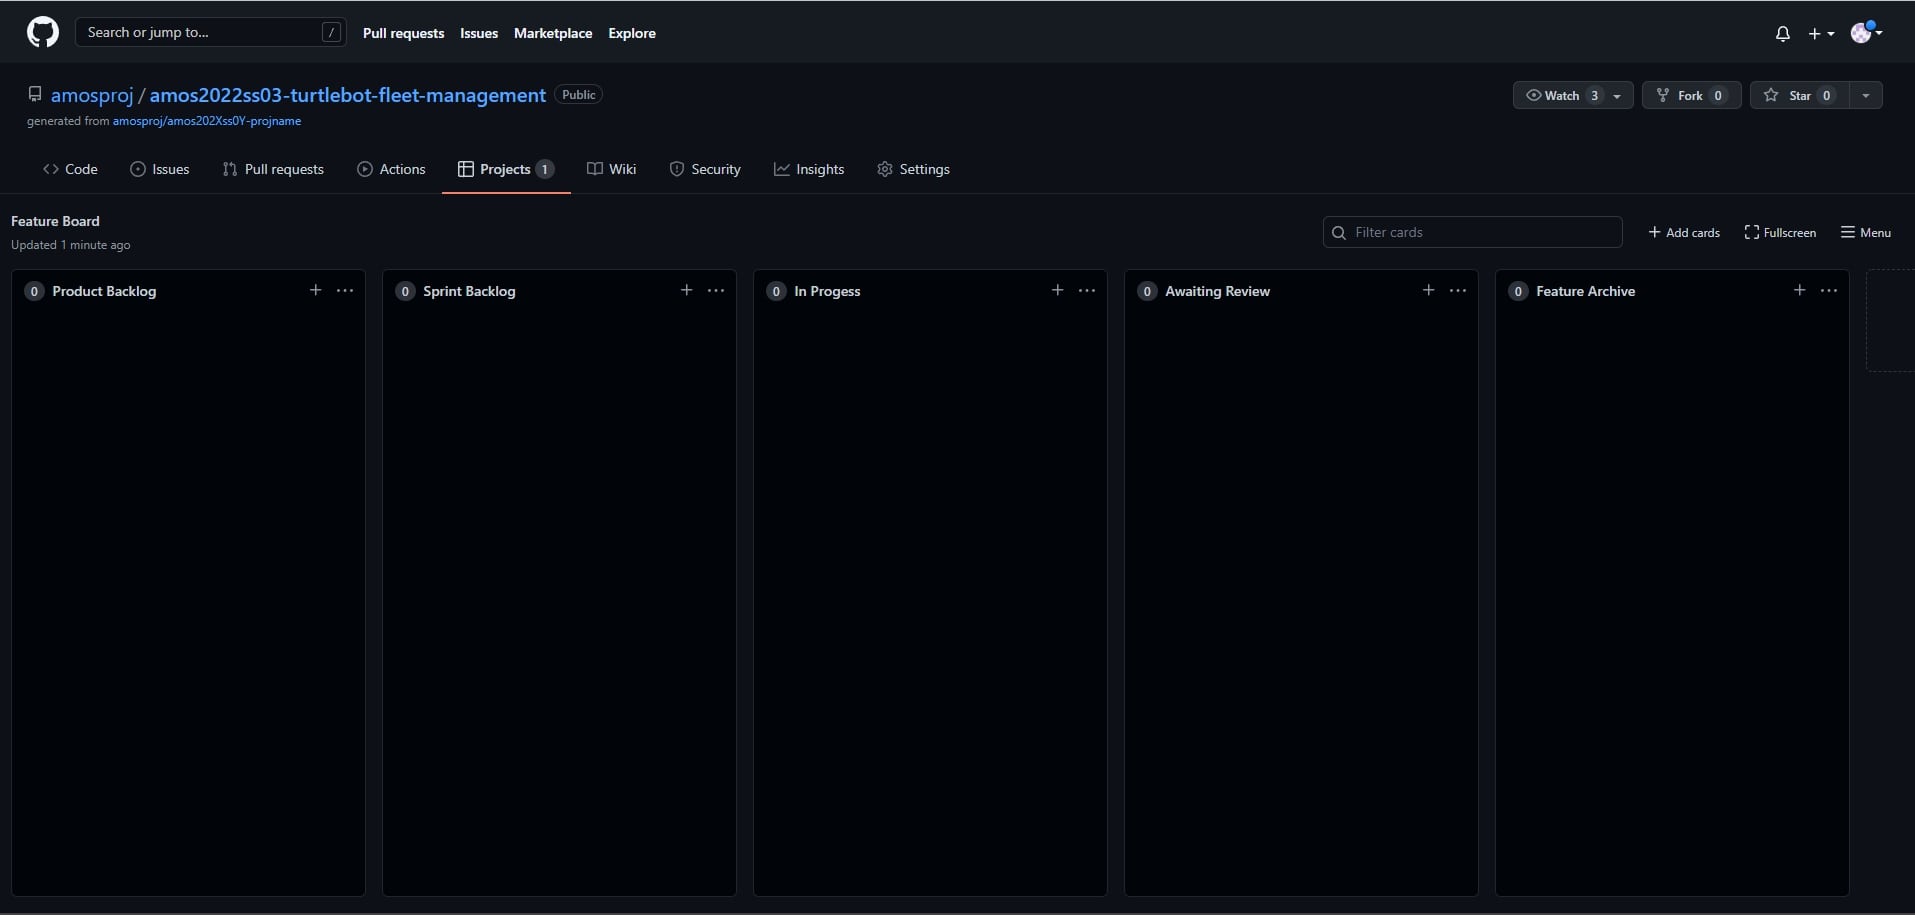 Search or jump to... / Pull requests Issues Marketplace Explore
amosproj / amos2022ss03-turtlebot-fleet-management Public Watch 3 Fork 0 Star 0
generated from amosproj/amos202Xss0Y-projname
Code Issues Pull requests Actions Projects 1 Wiki Security Insights Settings
Feature Board
Updated 1 minute ago
Filter cards Add cards Fullscreen Menu
0 Product Backlog
0 Sprint Backlog
0 In Progess
0 Awaiting Review
0 Feature Archive